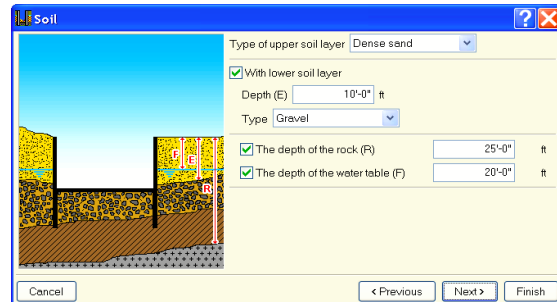 Soil
Type of upper soil layer Dense sand
With lower soil layer
Depth (E) 10'-0" ft
Type Gravel
F
E
R
The depth of the rock (R) 25'-0" ft
The depth of the water table (F) 20'-0" ft
Cancel < Previous Next > Finish